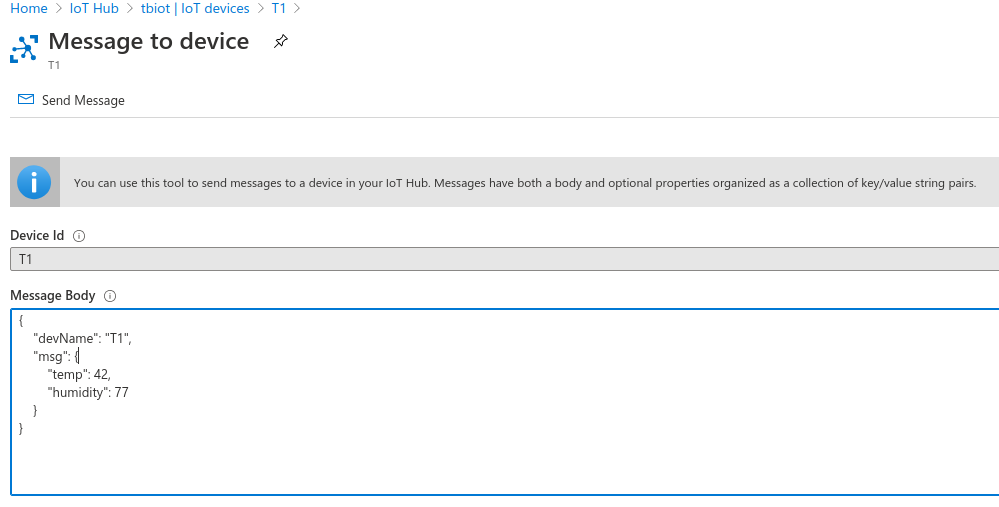 Home > IoT Hub > tbiot | IoT devices > T1 >
Message to device
T1
Send Message
You can use this tool to send messages to a device in your IoT Hub. Messages have both a body and optional properties organized as a collection of key/value string pairs.
Device Id
T1
Message Body
{
"devName": "T1",
"msg": {
"temp": 42,
"humidity": 77
}
}